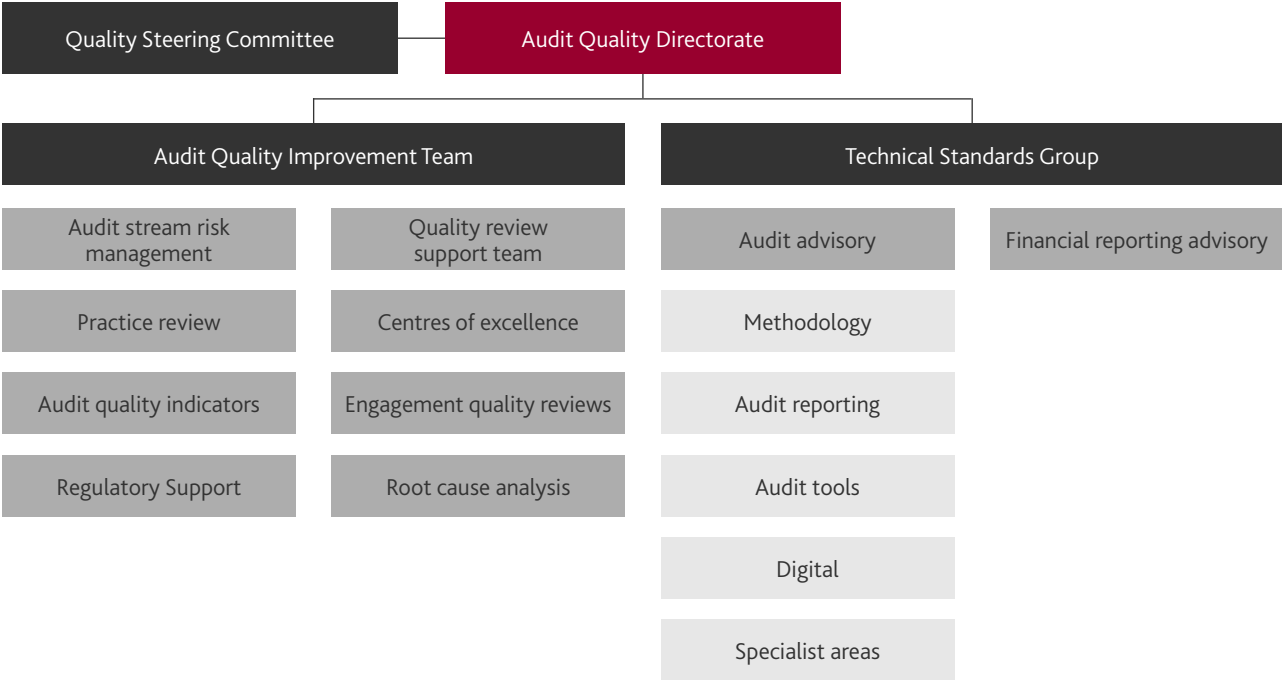 Quality Steering Committee
Audit Quality Directorate
Audit Quality Improvement Team
Technical Standards Group
Audit stream risk
management
Quality review
support team
Audit advisory
Financial reporting advisory
Practice review
Centres of excellence
Methodology
Audit quality indicators
Engagement quality reviews
Audit reporting
Regulatory Support
Root cause analysis
Audit tools
Digital
Specialist areas